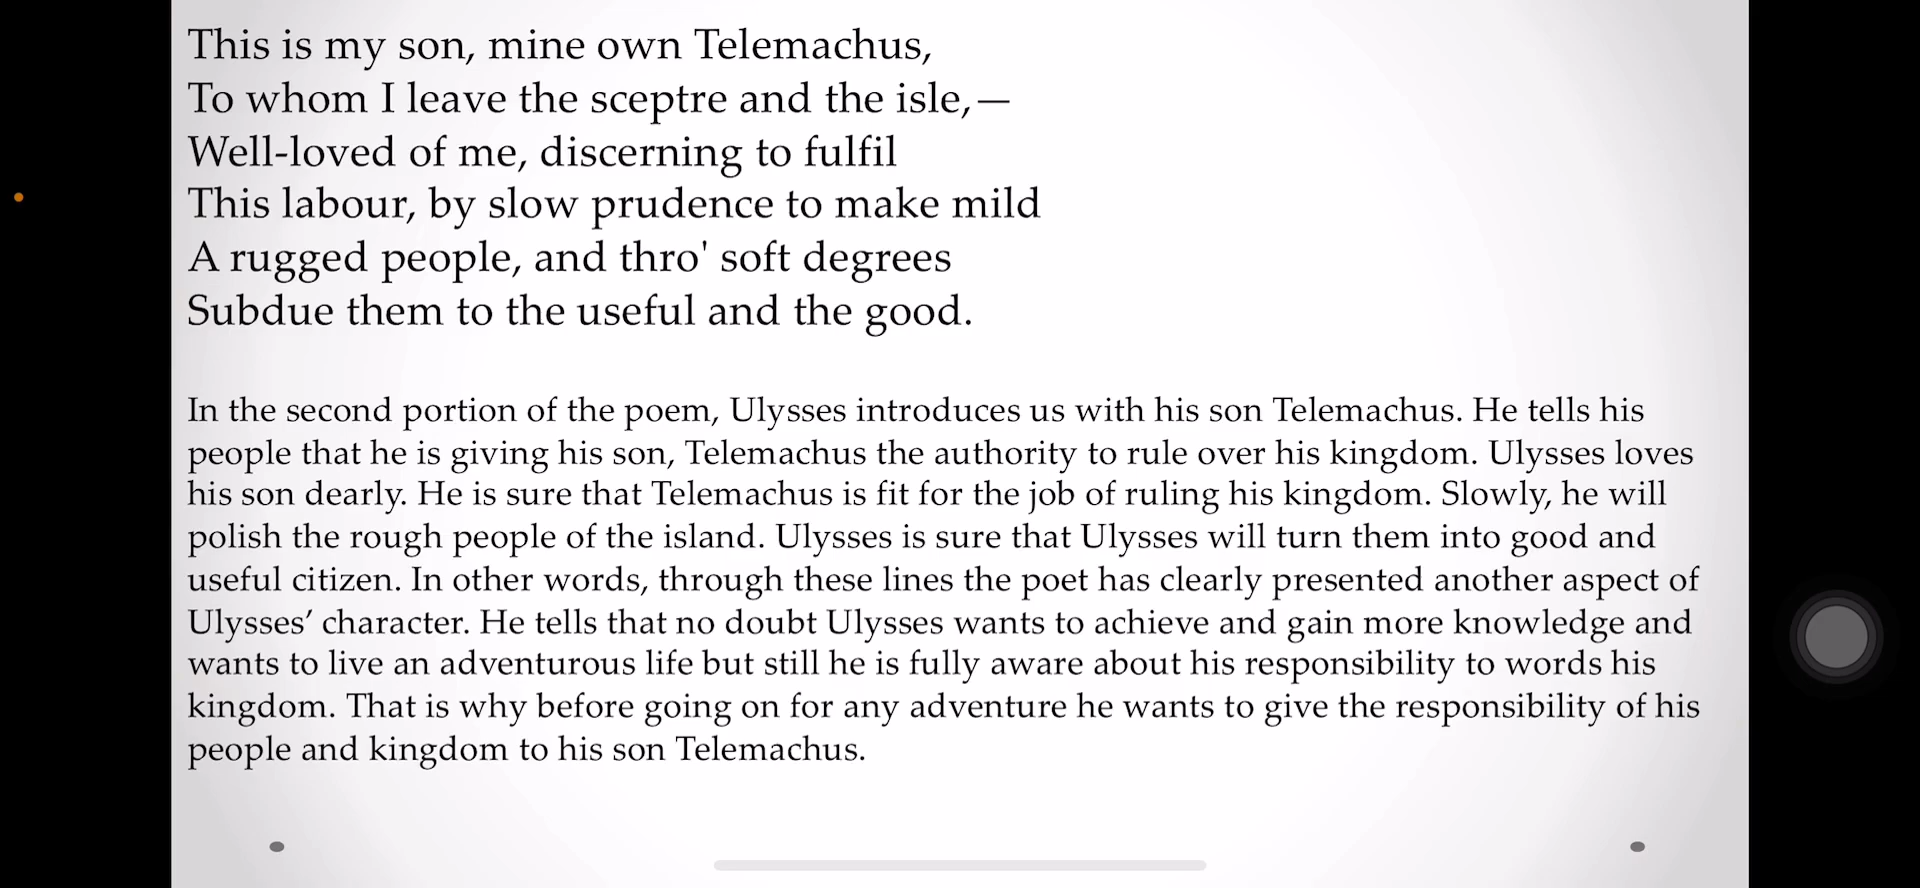 This is my son, mine own Telemachus,
To whom I leave the sceptre and the isle,—
Well-loved of me, discerning to fulfil
This labour, by slow prudence to make mild
A rugged people, and thro' soft degrees
Subdue them to the useful and the good.
In the second portion of the poem, Ulysses introduces us with his son Telemachus. He tells his
people that he is giving his son, Telemachus the authority to rule over his kingdom. Ulysses loves
his son dearly. He is sure that Telemachus is fit for the job of ruling his kingdom. Slowly, he will
polish the rough people of the island. Ulysses is sure that Ulysses will turn them into good and
useful citizen. In other words, through these lines the poet has clearly presented another aspect of
Ulysses’ character. He tells that no doubt Ulysses wants to achieve and gain more knowledge and
wants to live an adventurous life but still he is fully aware about his responsibility to words his
kingdom. That is why before going on for any adventure he wants to give the responsibility of his
people and kingdom to his son Telemachus.